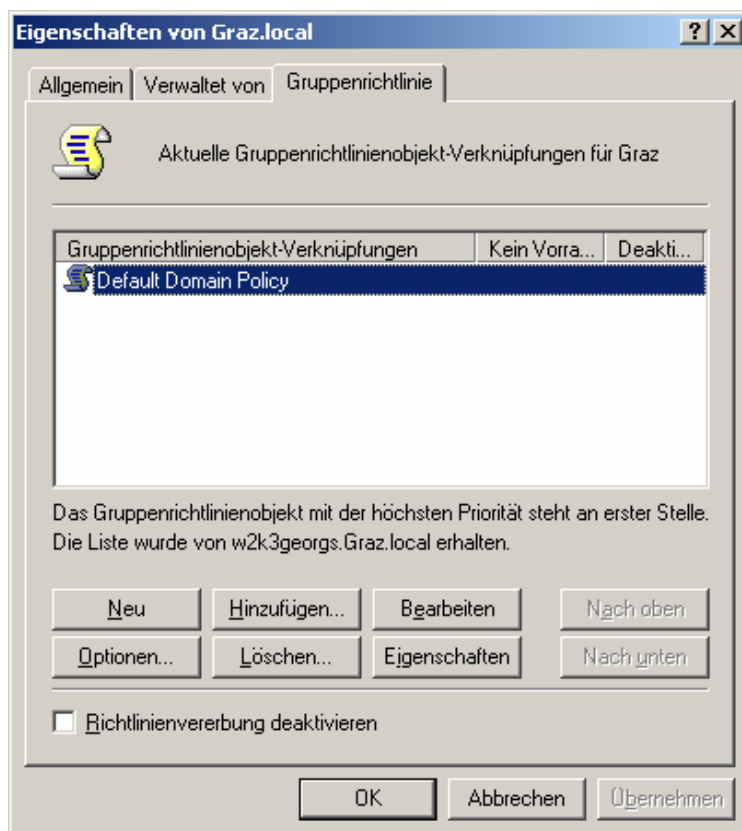 Eigenschaften von Graz.local
Allgemein Verwaltet von Gruppenrichtlinie
Aktuelle Gruppenrichtlinienobjekt-Verknüpfungen für Graz
Gruppenrichtlinienobjekt-Verknüpfungen Kein Vorra... Deakti...
Default Domain Policy
Das Gruppenrichtlinienobjekt mit der höchsten Priorität steht an erster Stelle.
Die Liste wurde von w2k3georgs.Graz.local erhalten.
Neu Hinzufügen... Bearbeiten Nach oben
Optionen... Löschen... Eigenschaften Nach unten
Richtlinienvererbung deaktivieren
OK Abbrechen Übernehmen